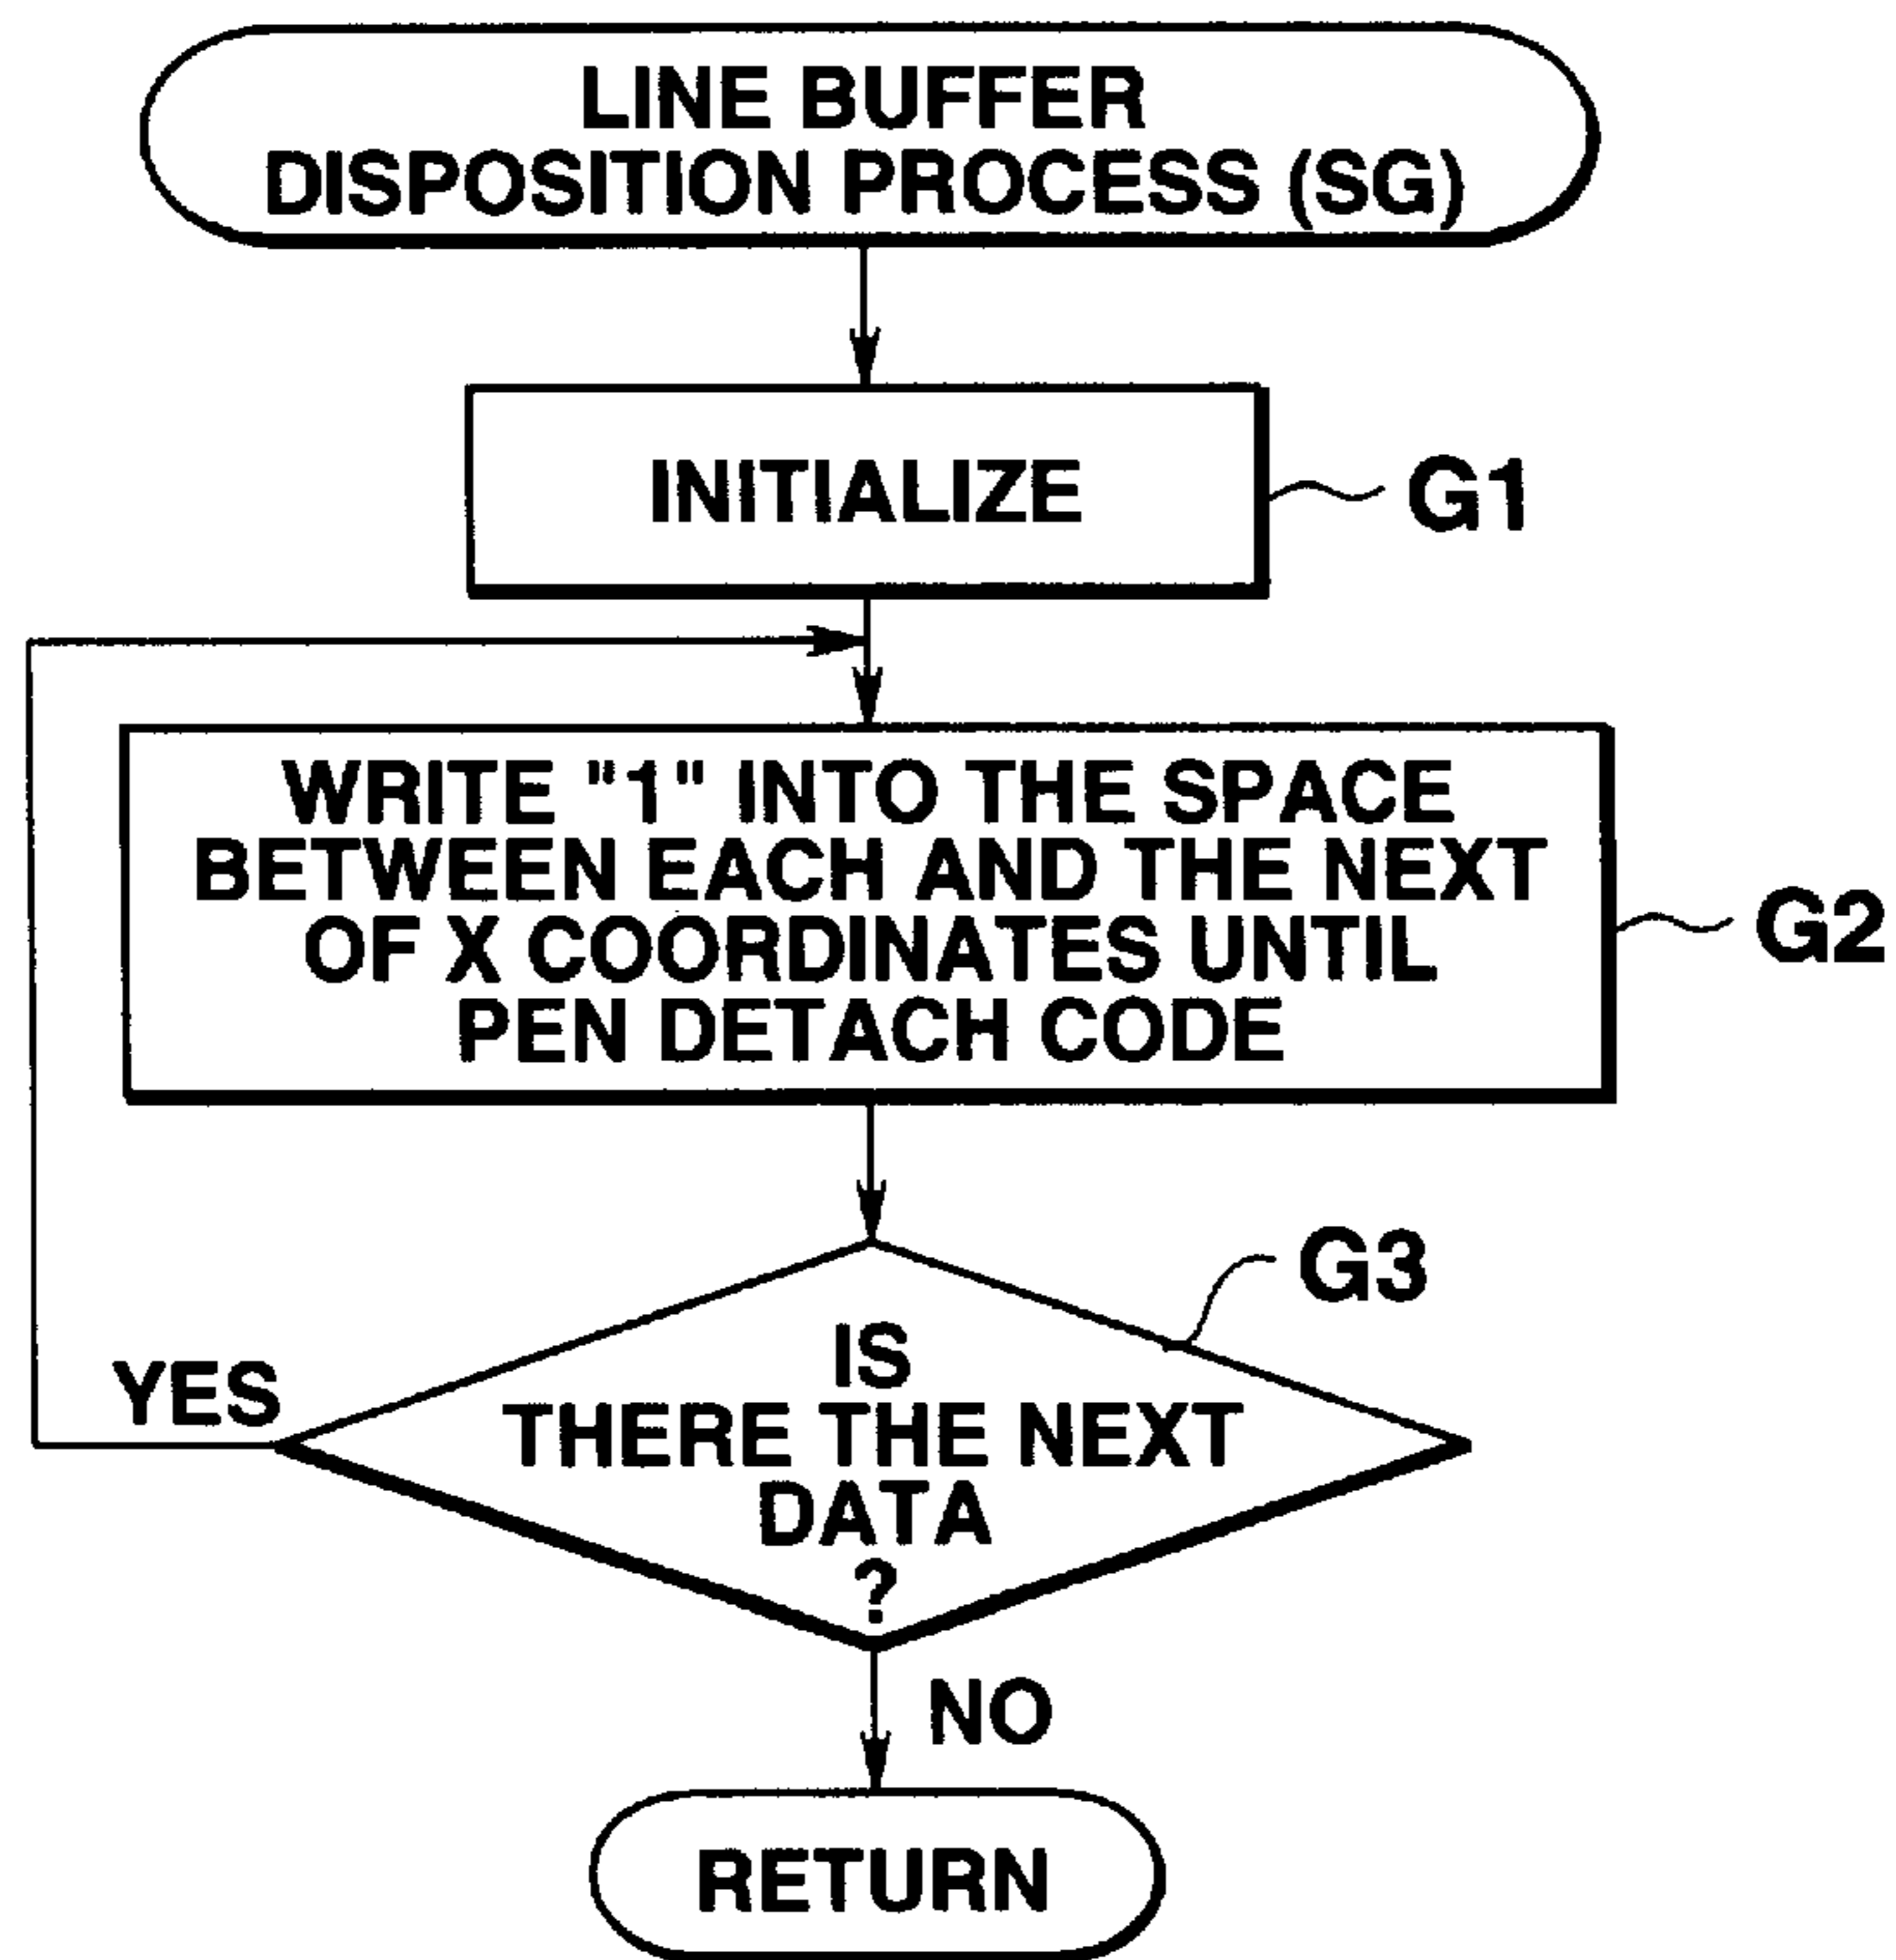 LINE BUFFER
DISPOSITION PROCESS (SG)
INITIALIZE
G1
WRITE "1" INTO THE SPACE
BETWEEN EACH AND THE NEXT
OF X COORDINATES UNTIL
PEN DETACH CODE
G2
G3
IS
THERE THE NEXT
DATA
?
YES
NO
RETURN